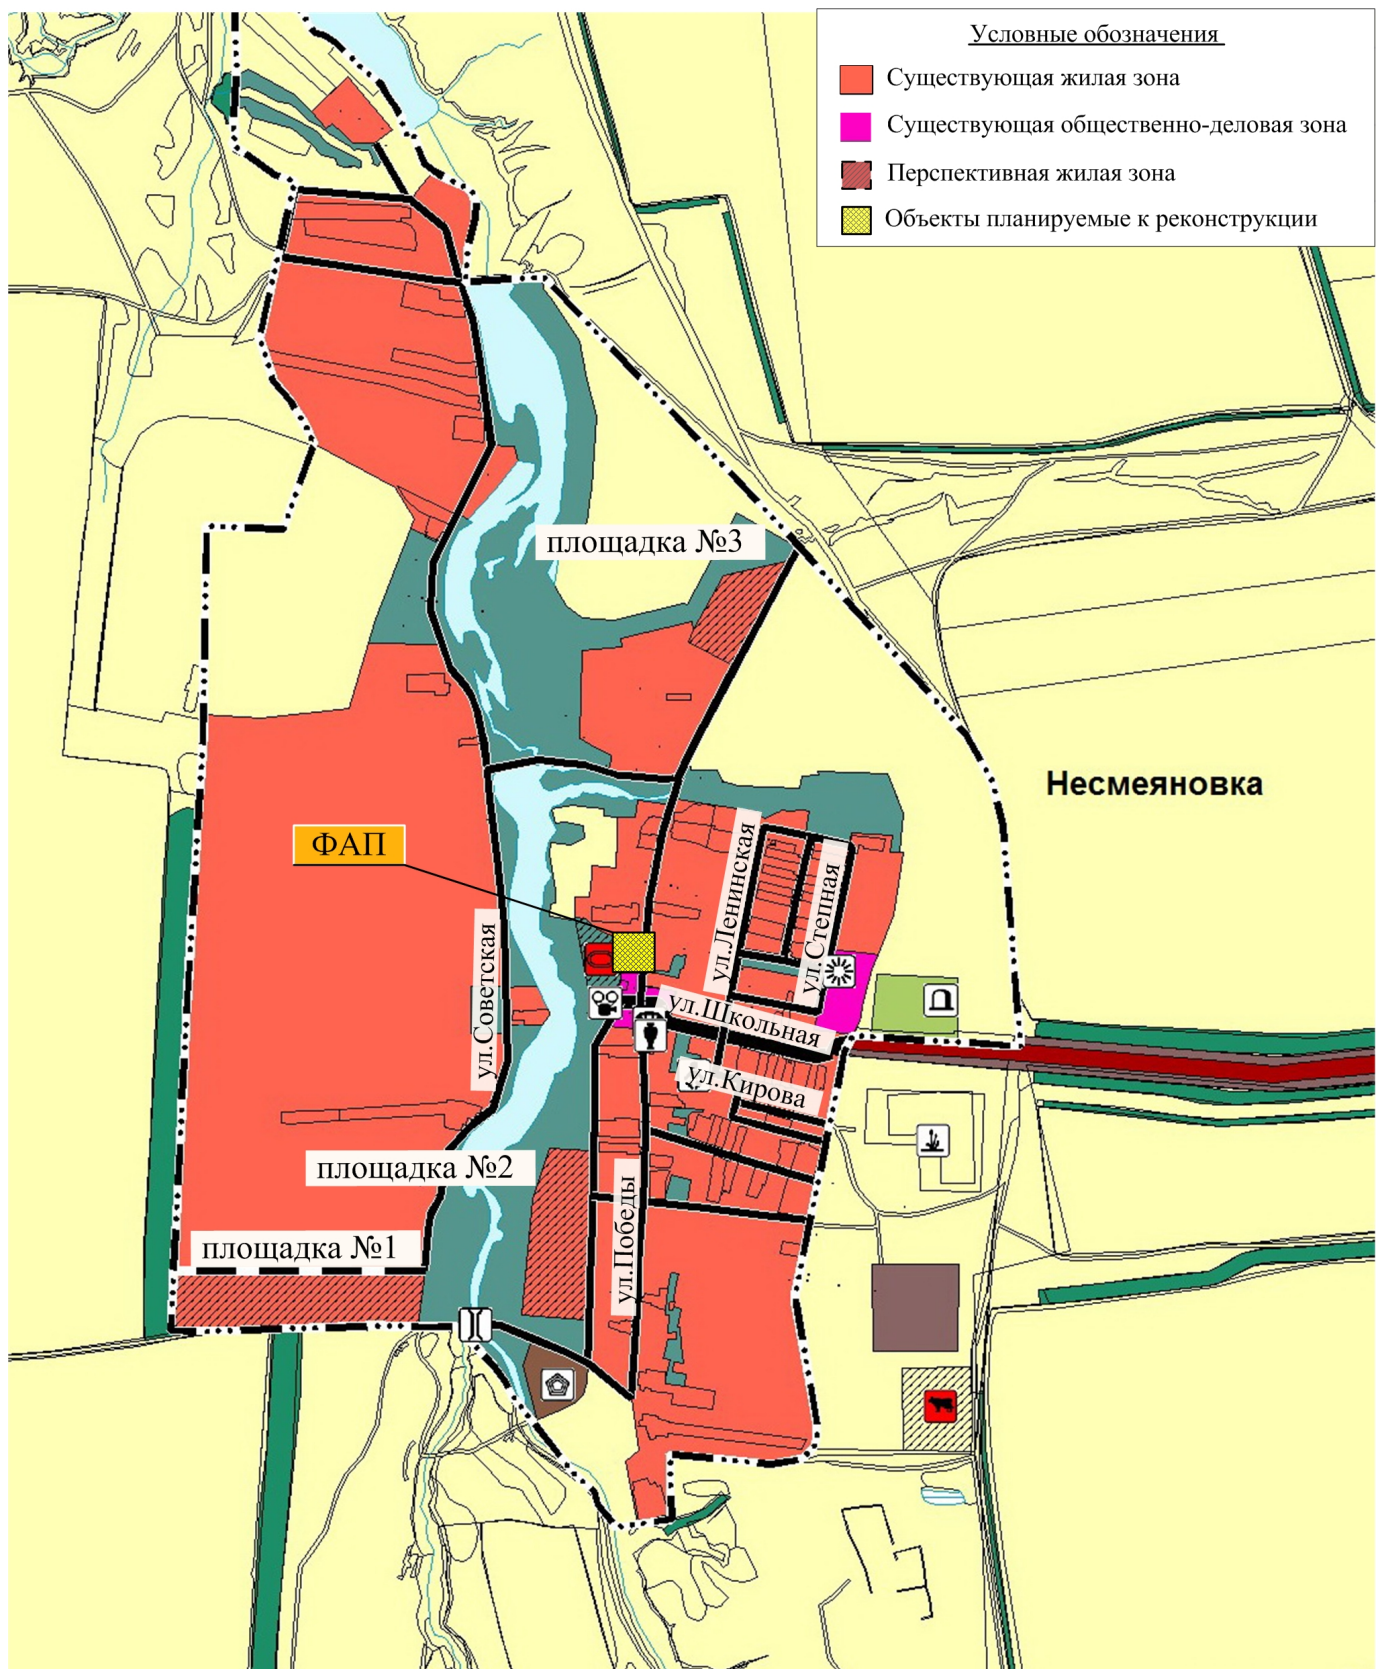 Условные обозначения
Существующая жилая зона
Существующая общественно-деловая зона
Перспективная жилая зона
Объекты планируемые к реконструкции
площадка №3
Несмеяновка
ФАП
ул.Ленинская
ул.Степная
ул.Советская
ул.Школьная
ул.Кирова
площадка №2
ул.Победы
площадка №1